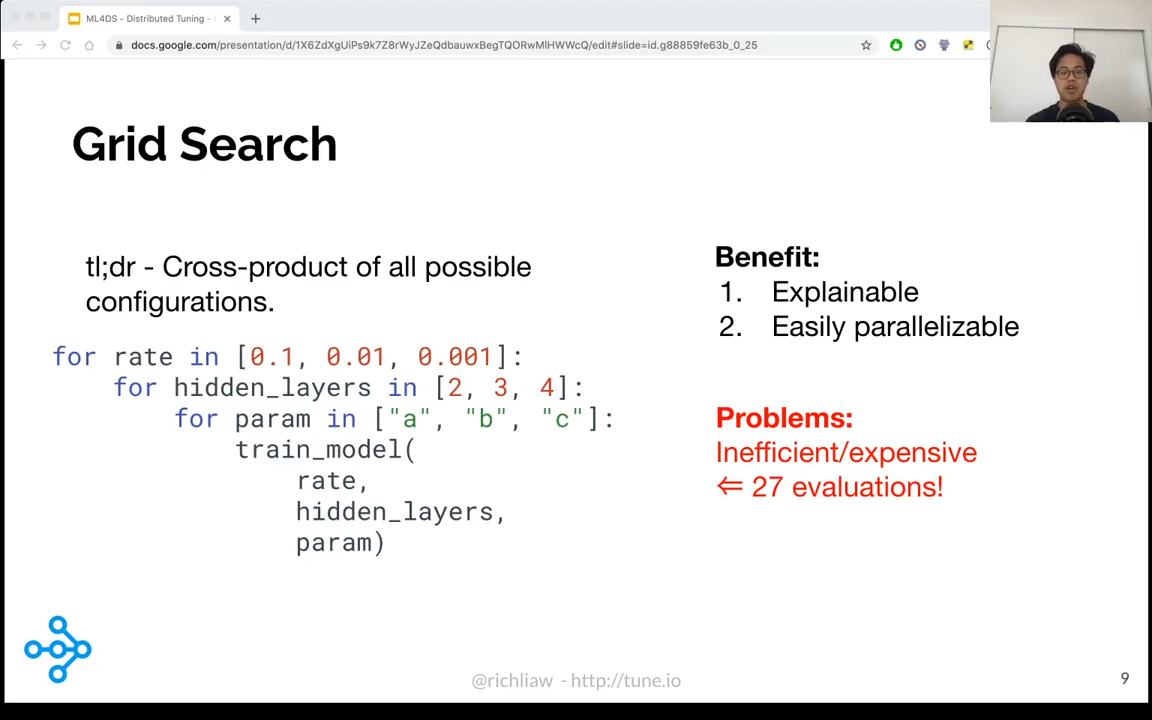 ML4DS - Distributed Tuning -
docs.google.com/presentation/d/1X6ZdXgUiPs9k7Z8rWyJZeQdbauwxBegTQORwMlHWWcQ/edit#slide=id.g88859fe63b_0_25
Grid Search
tl;dr - Cross-product of all possible
configurations.
for rate in [0.1, 0.01, 0.001]:
for hidden_layers in [2, 3, 4]:
for param in ["a", "b", "c"]:
train_model(
rate,
hidden_layers,
param)
Benefit:
1. Explainable
2. Easily parallelizable
Problems:
Inefficient/expensive
⇐ 27 evaluations!
@richliaw - http://tune.io
9